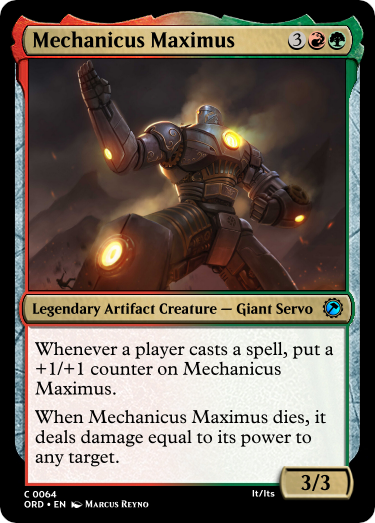 Mechanicus Maximus 3
Legendary Artifact Creature — Giant Servo
Whenever a player casts a spell, put a
+1/+1 counter on Mechanicus
Maximus.
When Mechanicus Maximus dies, it
deals damage equal to its power to
any target.
3/3
C 0064 It/Its
ORD • EN Marcus Reyno